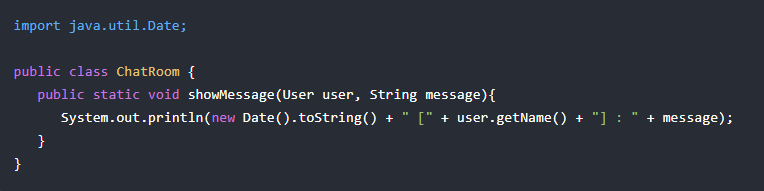 import java.util.Date;
public class ChatRoom {
   public static void showMessage(User user, String message){
      System.out.println(new Date().toString() + " [" + user.getName() + "] : " + message);
   }
}